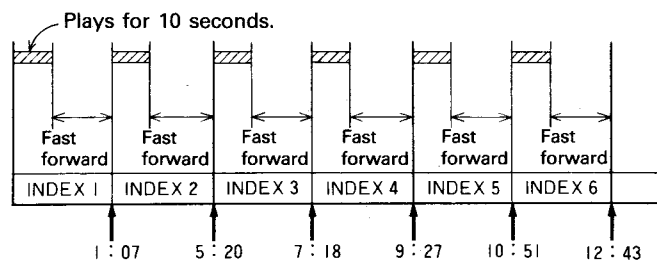 Plays for 10 seconds.
Fast Fast Fast Fast Fast Fast
forward forward forward forward forward forward
INDEX 1 INDEX 2 INDEX 3 INDEX 4 INDEX 5 INDEX 6
1:07 5:20 7:18 9:27 10:51 12:43